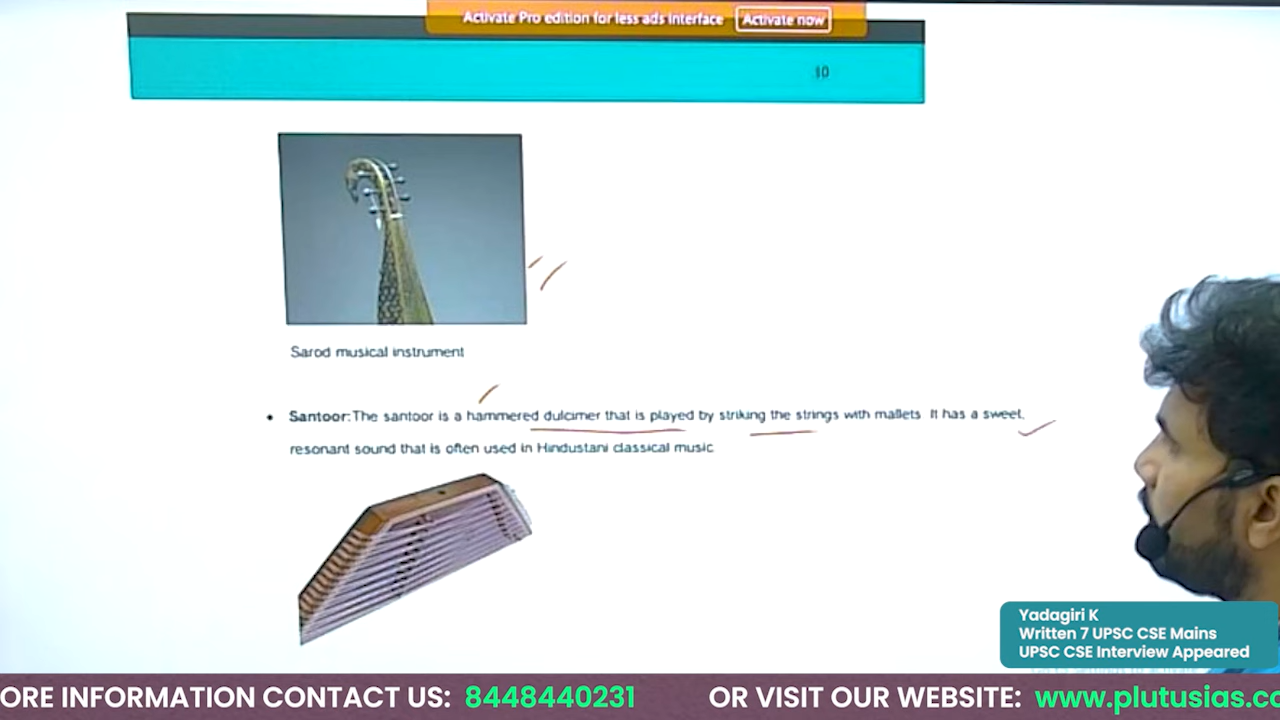 Activate Pro edition for less ads interface Activate now
10
Sarod musical instrument
• Santoor: The santoor is a hammered dulcimer that is played by striking the strings with mallets. It has a sweet,
resonant sound that is often used in Hindustani classical music
Yadagiri K
Written 7 UPSC CSE Mains
UPSC CSE Interview Appeared
ORE INFORMATION CONTACT US: 8448440231 OR VISIT OUR WEBSITE: www.plutusias.co